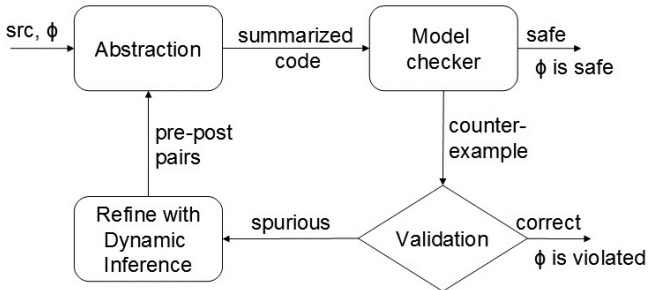 src, ϕ
Abstraction
summarized
code
Model
checker
safe
ϕ is safe
pre-post
pairs
counter-
example
Refine with
Dynamic
Inference
spurious
Validation
correct
ϕ is violated